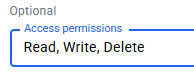 Optional
Access permissions
Read, Write, Delete